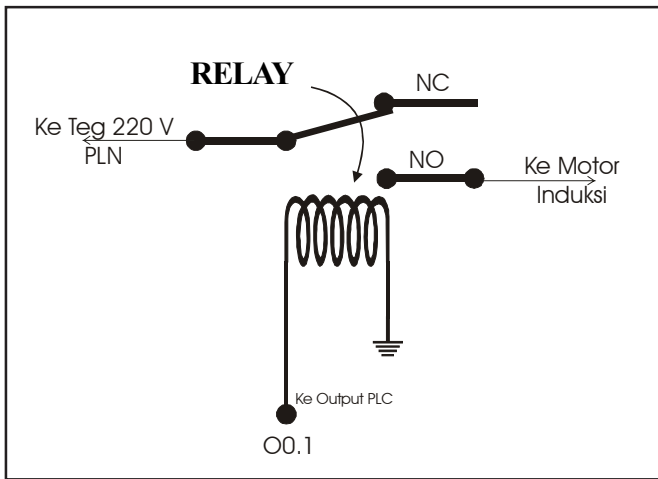 RELAY
NC
Ke Teg 220 V
PLN
NO
Ke Motor
Induksi
Ke Output PLC
O0.1